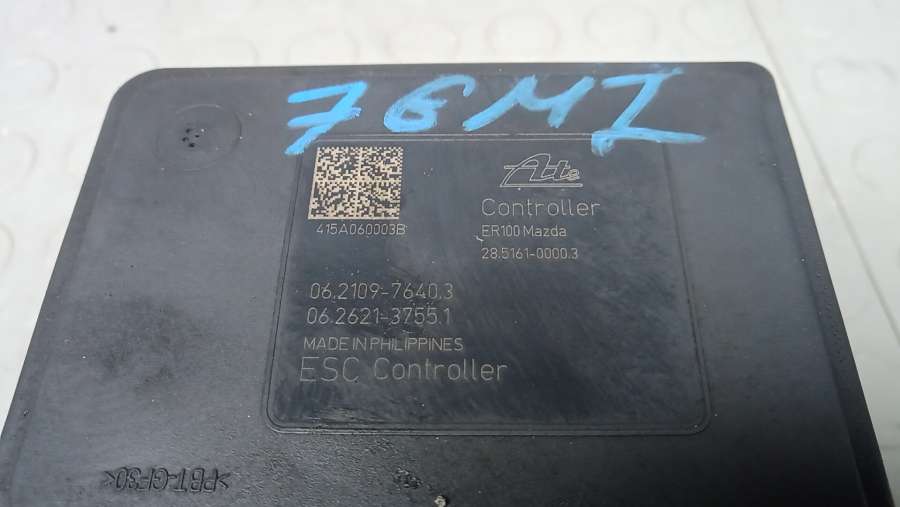 7GMI
Ate
415A060003B
Controller
ER100 Mazda
28.5161-0000.3
06.2109-7640.3
06.2621-3755.1
MADE IN PHILIPPINES
ESC Controller
>PBT-GF30<